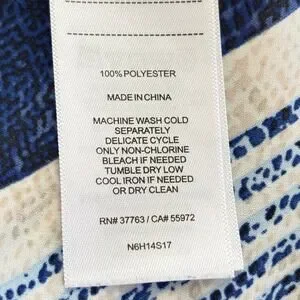 100% POLYESTER
MADE IN CHINA
MACHINE WASH COLD
SEPARATELY
DELICATE CYCLE
ONLY NON-CHLORINE
BLEACH IF NEEDED
TUMBLE DRY LOW
COOL IRON IF NEEDED
OR DRY CLEAN
RN# 37763 / CA# 55972
N6H14S17